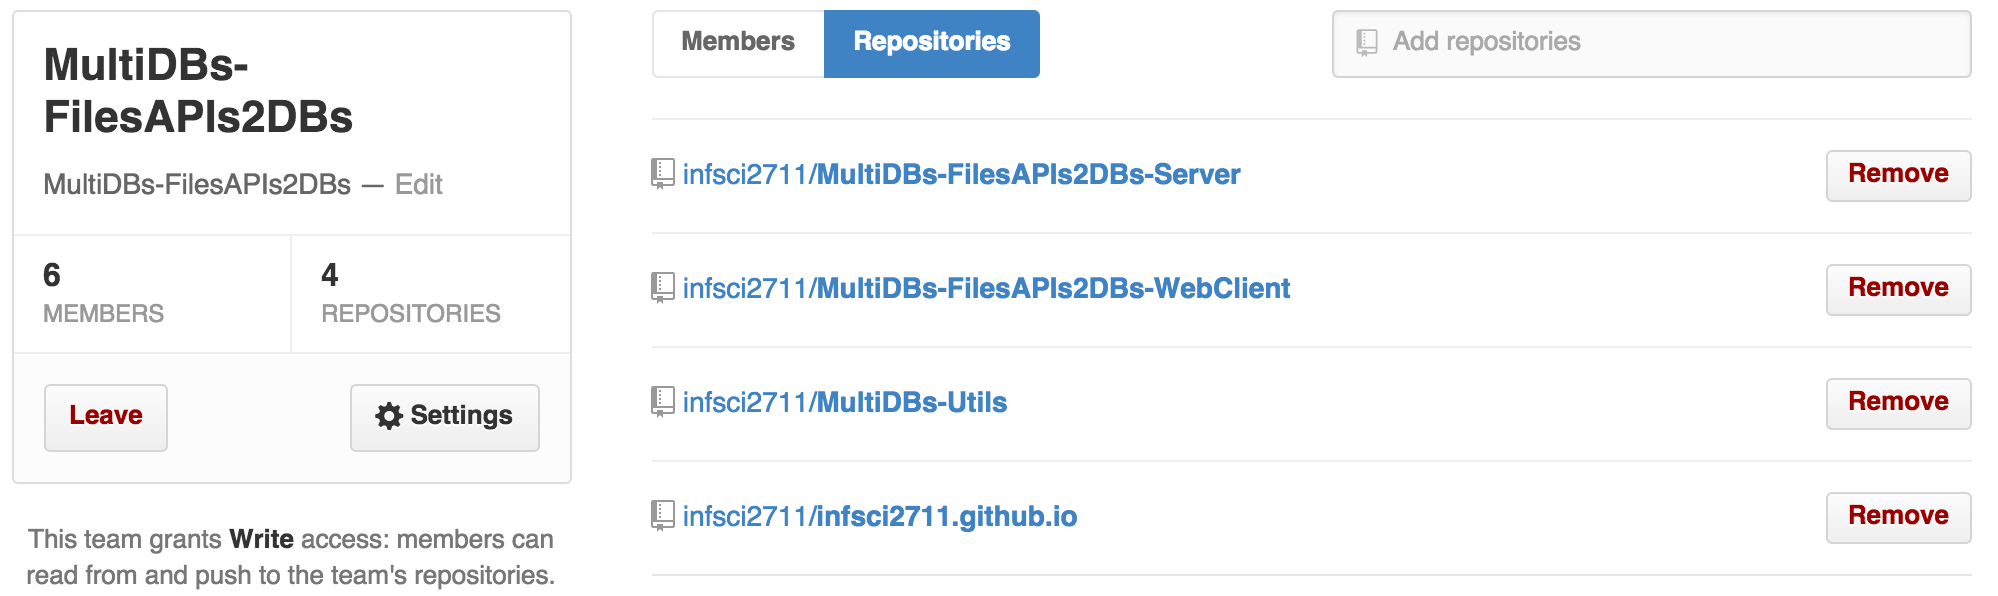 MultiDBs-
FilesAPIs2DBs
MultiDBs-FilesAPIs2DBs — Edit
6
MEMBERS
4
REPOSITORIES
Leave
Settings
This team grants Write access: members can
read from and push to the team's repositories.
Members
Repositories
Add repositories
infsci2711/MultiDBs-FilesAPIs2DBs-Server
Remove
infsci2711/MultiDBs-FilesAPIs2DBs-WebClient
Remove
infsci2711/MultiDBs-Utils
Remove
infsci2711/infsci2711.github.io
Remove